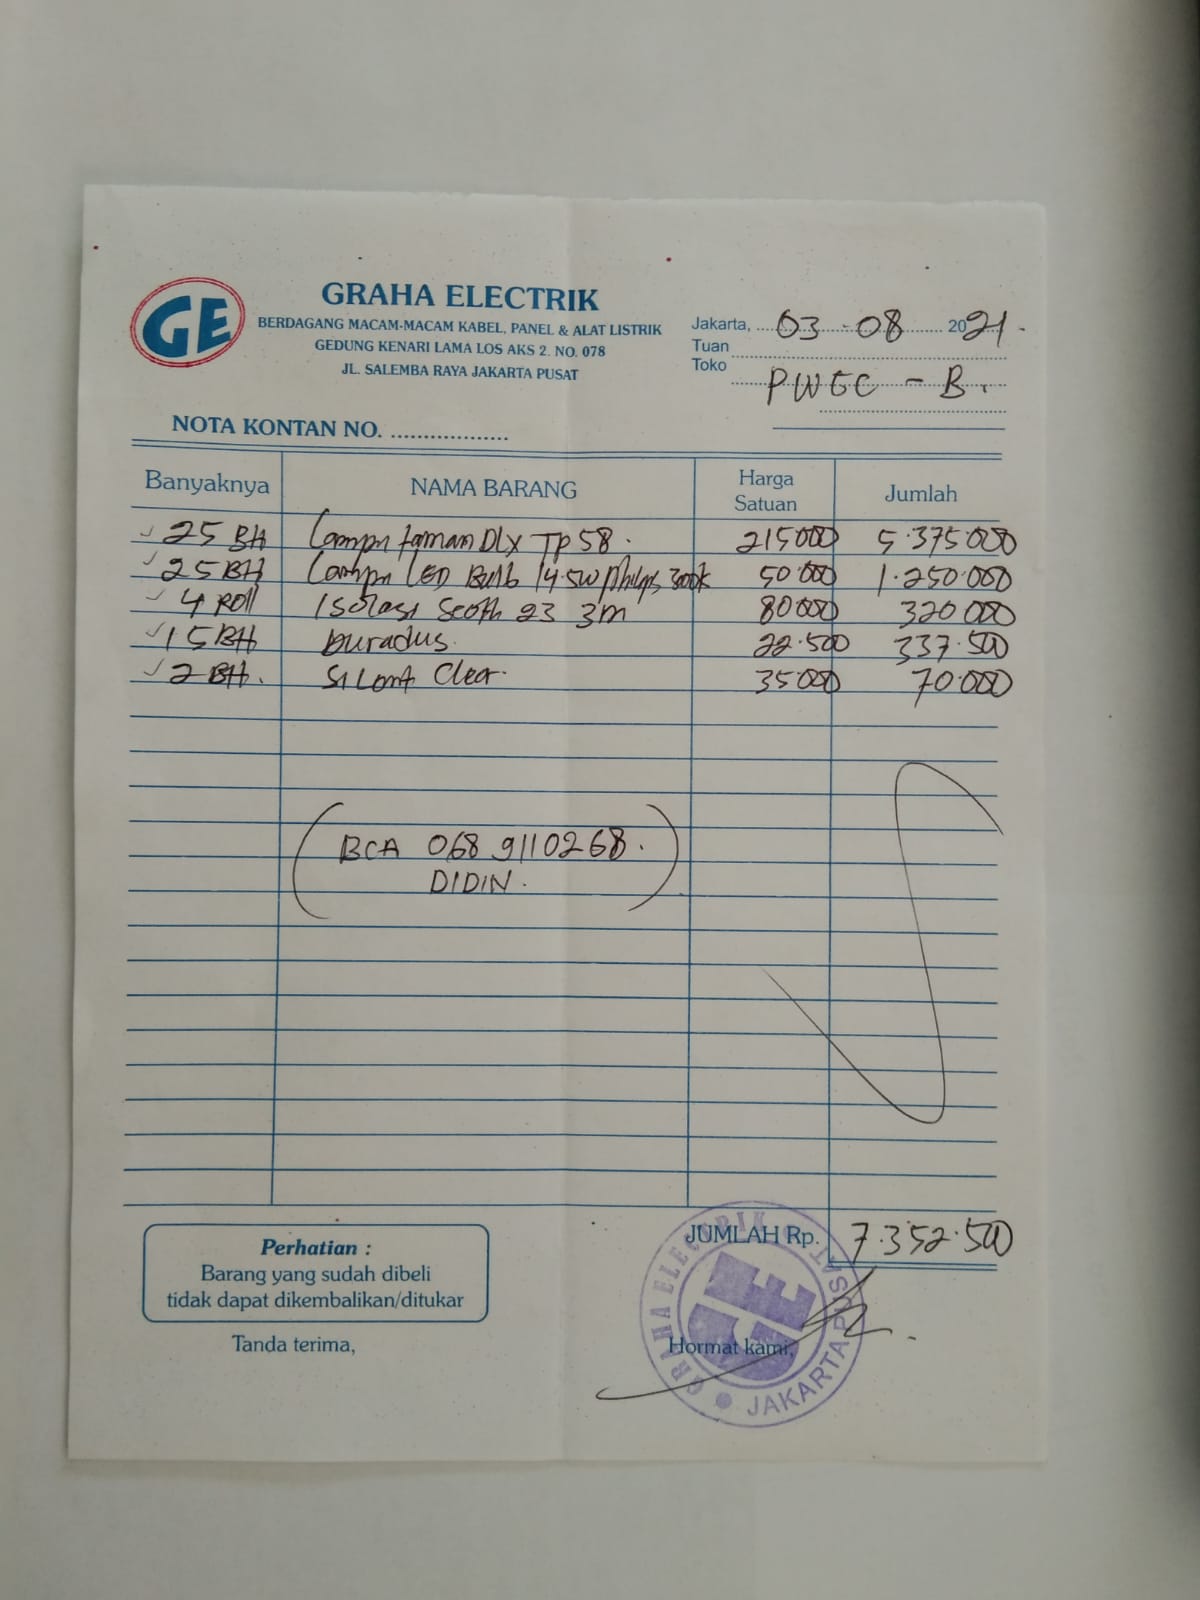 GE
GRAHA ELECTRIK
BERDAGANG MACAM-MACAM KABEL, PANEL & ALAT LISTRIK
GEDUNG KENARI LAMA LOS AKS 2. NO. 078
JL. SALEMBA RAYA JAKARTA PUSAT
Jakarta, 03 - 08 2021.
Tuan
Toko PWGC - B.
NOTA KONTAN NO. ..................
Banyaknya NAMA BARANG Harga Satuan Jumlah
25 BH Lampu taman DLX TP 58. 215000 5.375.000
25 BH Lampu LED Bulb 14.5W Philips 50.000 1.250.000
4 Roll Isolasi Scoth 23 3M 80000 320000
15 BH Duradus. 22.500 337.500
2 BH. Clear. 35000 70.000
(BCA 068 9110268.
DIDIN.)
JUMLAH Rp. 7.352.500
Perhatian :
Barang yang sudah dibeli
tidak dapat dikembalikan/ditukar
Tanda terima,
Hormat kami,
GRAHA ELECTRIK
GE
JAKARTA PUSAT